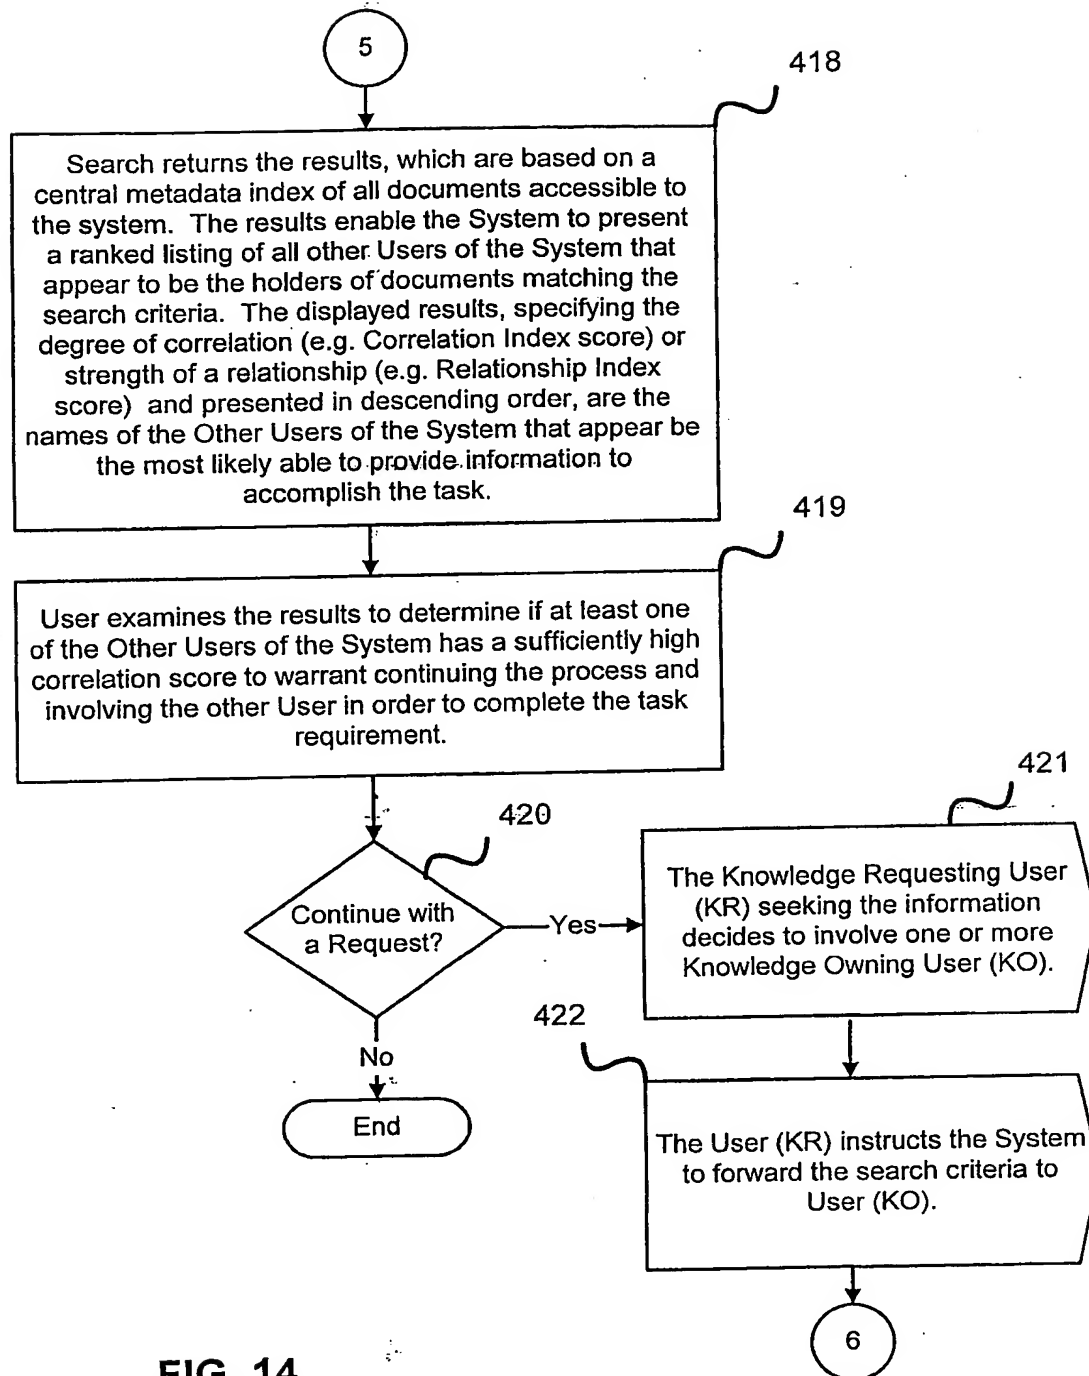 5
418
Search returns the results, which are based on a
central metadata index of all documents accessible to
the system. The results enable the System to present
a ranked listing of all other Users of the System that
appear to be the holders of documents matching the
search criteria. The displayed results, specifying the
degree of correlation (e.g. Correlation Index score) or
strength of a relationship (e.g. Relationship Index
score) and presented in descending order, are the
names of the Other Users of the System that appear be
the most likely able to provide information to
accomplish the task.
419
User examines the results to determine if at least one
of the Other Users of the System has a sufficiently high
correlation score to warrant continuing the process and
involving the other User in order to complete the task
requirement.
420
Continue with
a Request?
Yes
421
The Knowledge Requesting User
(KR) seeking the information
decides to involve one or more
Knowledge Owning User (KO).
No
End
422
The User (KR) instructs the System
to forward the search criteria to
User (KO).
6
FIG. 14